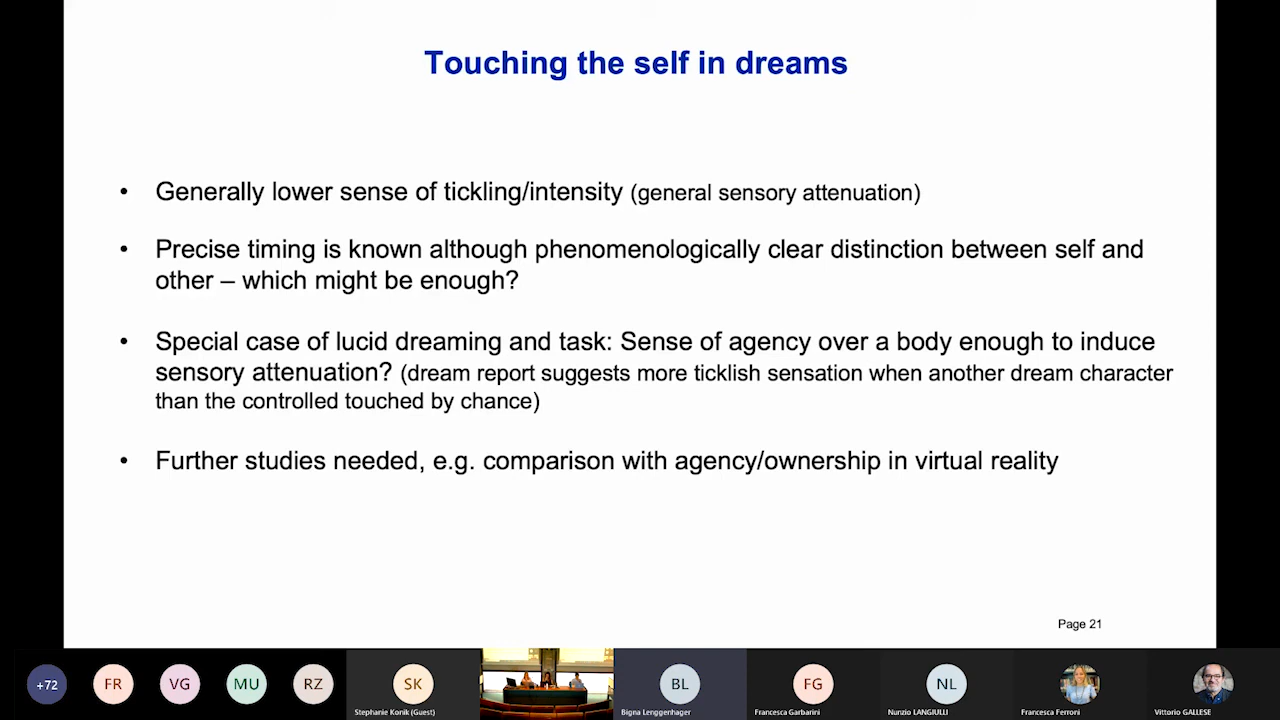 Touching the self in dreams
• Generally lower sense of tickling/intensity (general sensory attenuation)
• Precise timing is known although phenomenologically clear distinction between self and
other – which might be enough?
• Special case of lucid dreaming and task: Sense of agency over a body enough to induce
sensory attenuation? (dream report suggests more ticklish sensation when another dream character
than the controlled touched by chance)
• Further studies needed, e.g. comparison with agency/ownership in virtual reality
Page 21
+72 FR VG MU RZ SK BL FG NL
Stephanie Konik (Guest) Bigna Lenggenhager Francesca Garbarini Nunzio LANGIULLI Francesca Ferroni Vittorio GALLESE